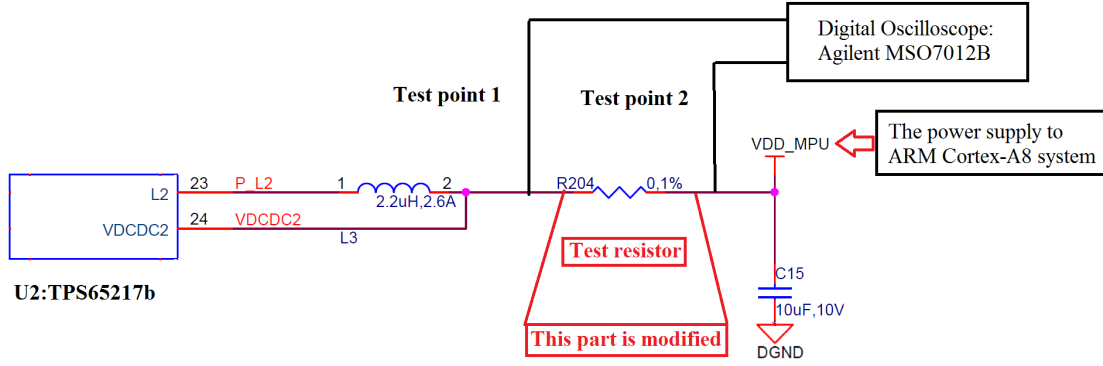 Digital Oscilloscope:
Agilent MSO7012B
Test point 1
Test point 2
The power supply to
ARM Cortex-A8 system
VDD_MPU
L2
23
P_L2
1
2
R204
0,1%
2.2uH,2.6A
VDCDC2
24
VDCDC2
L3
Test resistor
U2:TPS65217b
C15
10uF,10V
This part is modified
DGND